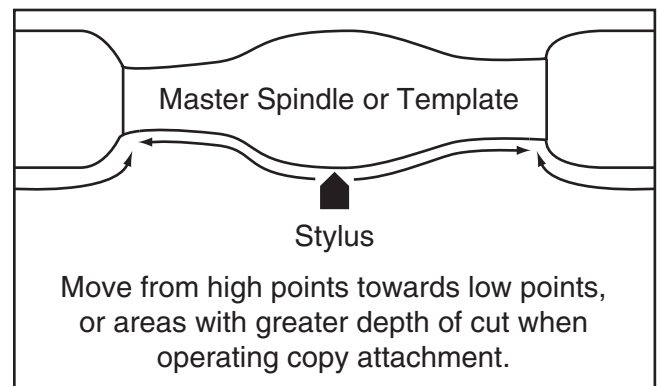 Master Spindle or Template
Stylus
Move from high points towards low points,
or areas with greater depth of cut when
operating copy attachment.